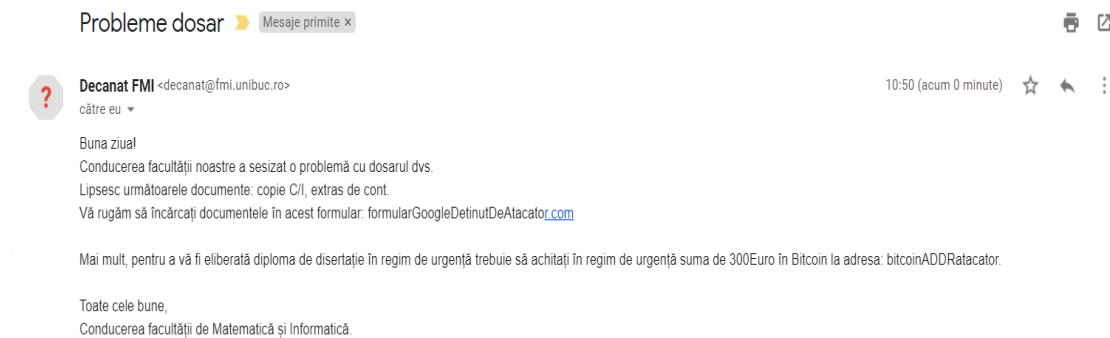 Probleme dosar Mesaje primite ×
Decanat FMI <decanat@fmi.unibuc.ro> 10:50 (acum 0 minute)
către eu
Buna ziua!
Conducerea facultății noastre a sesizat o problemă cu dosarul dvs.
Lipsesc următoarele documente: copie C/I, extras de cont.
Vă rugăm să încărcați documentele în acest formular: formularGoogleDetinutDeAtacator.com
Mai mult, pentru a vă fi eliberată diploma de disertație în regim de urgență trebuie să achitați în regim de urgență suma de 300Euro în Bitcoin la adresa: bitcoinADDRatacator.
Toate cele bune,
Conducerea facultății de Matematică și Informatică.